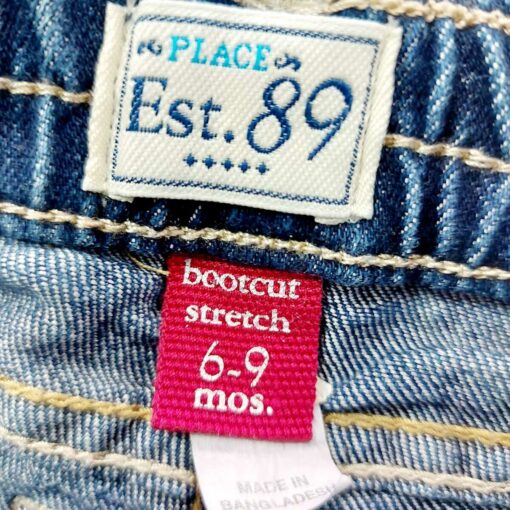 PLACE
Est. 89
bootcut
stretch
6-9
mos.
MADE IN
BANGLADESH